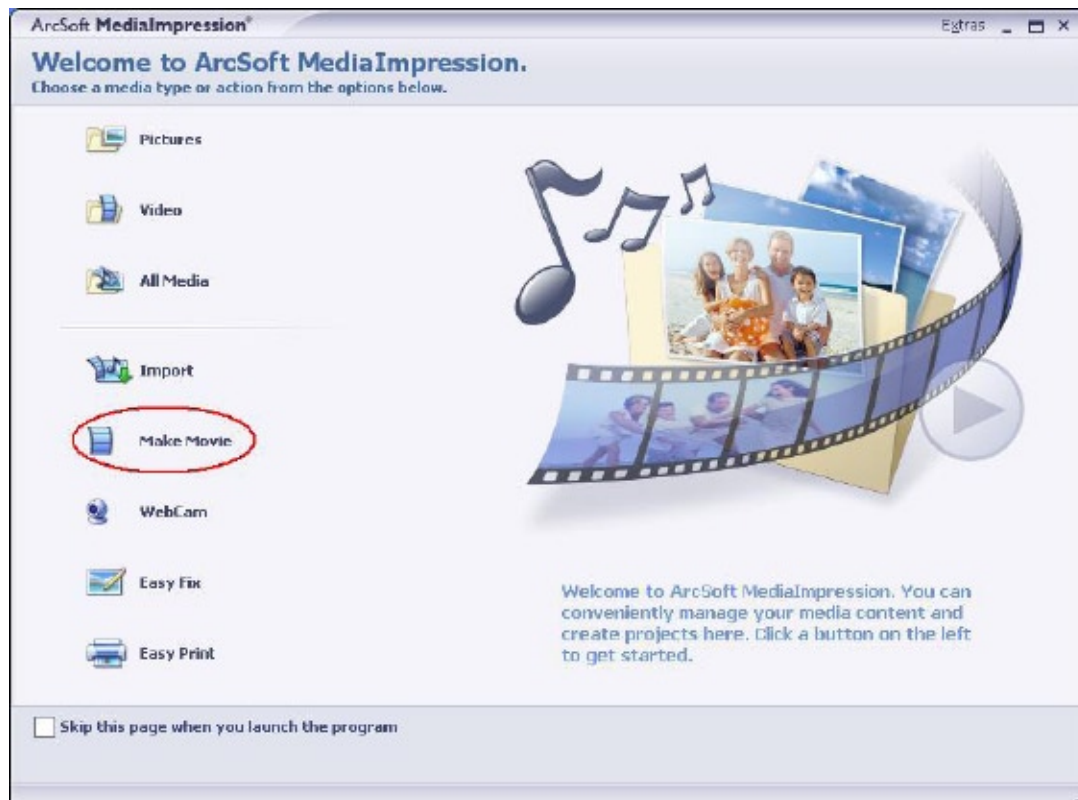 ArcSoft MediaImpression®
Extras
Welcome to ArcSoft MediaImpression.
Choose a media type or action from the options below.
Pictures
Video
All Media
Import
Make Movie
WebCam
Easy Fix
Easy Print
Welcome to ArcSoft MediaImpression. You can
conveniently manage your media content and
create projects here. Click a button on the left
to get started.
Skip this page when you launch the program